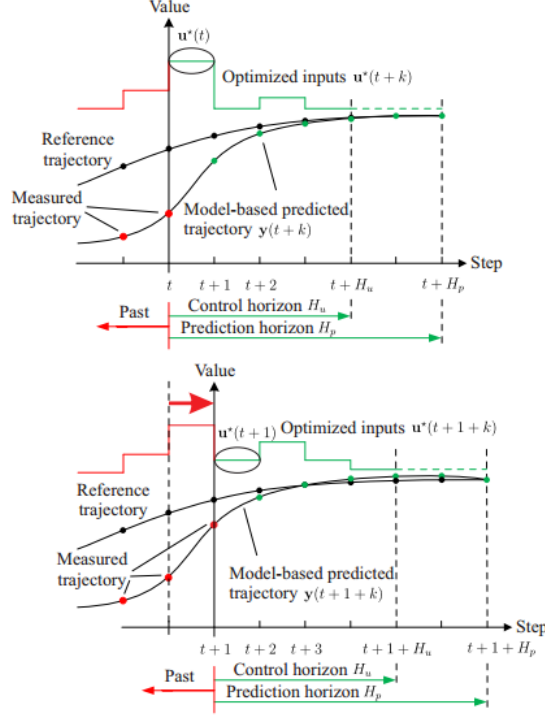 Value
u*(t)
Optimized inputs u*(t+k)
Reference
trajectory
Measured
trajectory
Model-based predicted
trajectory y(t+k)
Step
t t+1 t+2 t+H_u t+H_p
Past
Control horizon H_u
Prediction horizon H_p
Value
u*(t+1)
Optimized inputs u*(t+1+k)
Reference
trajectory
Measured
trajectory
Model-based predicted
trajectory y(t+1+k)
Step
t+1 t+2 t+3 t+1+H_u t+1+H_p
Past
Control horizon H_u
Prediction horizon H_p